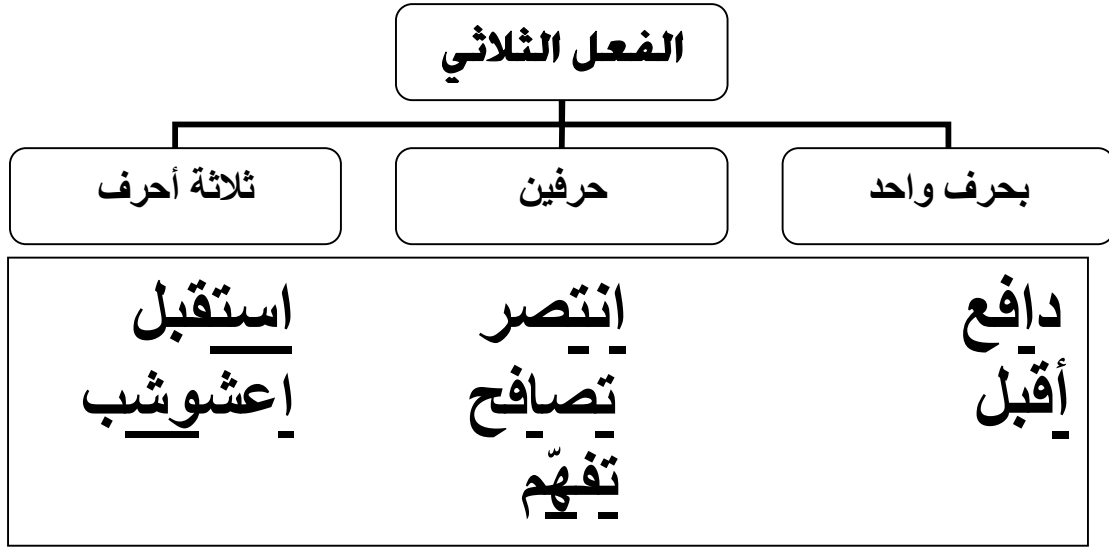 الفعل الثلاثي
بحرف واحد
حرفين
ثلاثة أحرف
دافع
أقبل
انتصر
تصافح
تفهّم
استقبل
اعشوشب